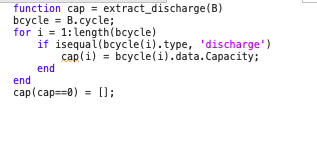 function cap = extract_discharge(B)
bcycle = B.cycle;
for i = 1:length(bcycle)
    if isequal(bcycle(i).type, 'discharge')
        cap(i) = bcycle(i).data.Capacity;
    end
end
cap(cap==0) = [];